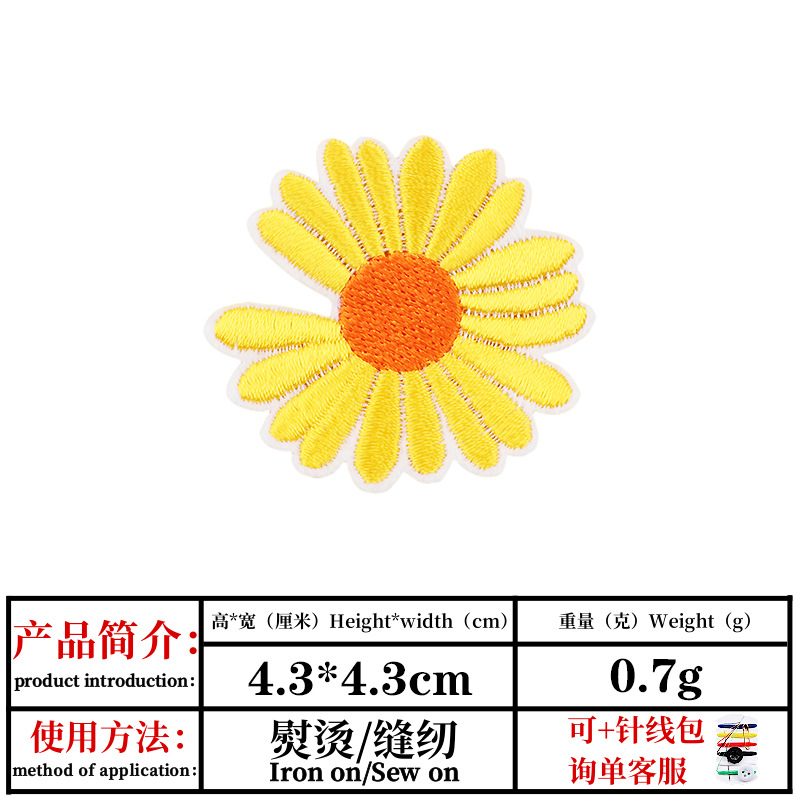 产品简介：
product introduction：
高*宽（厘米）Height*width（cm）
4.3*4.3cm
重量（克）Weight（g）
0.7g
使用方法：
method of application：
熨烫/缝纫
Iron on/Sew on
可+针线包
询单客服